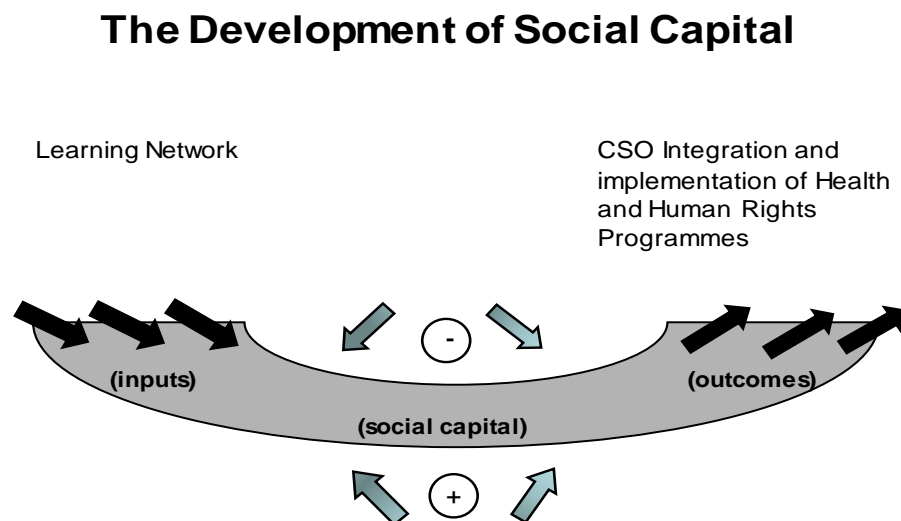 The Development of Social Capital
Learning Network
CSO Integration and
implementation of Health
and Human Rights
Programmes
-
(inputs)
(outcomes)
(social capital)
+